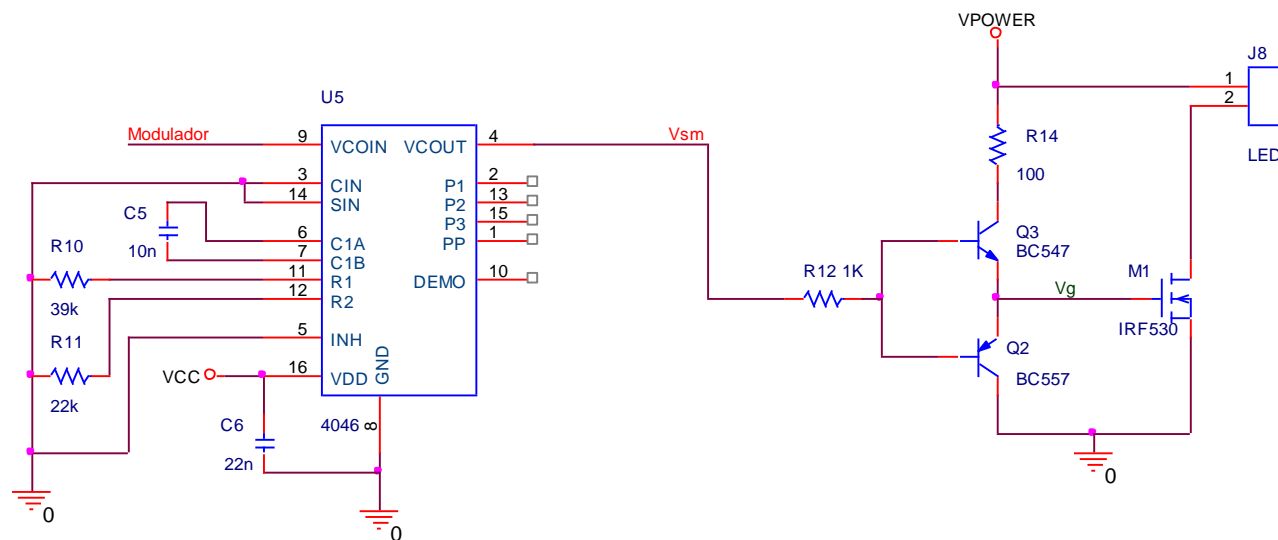 VPOWER
J8
U5
1
2
Modulador
9
VCOIN
VCOUT
4
Vsm
R14
100
LED
3
CIN
P1
2
14
SIN
P2
13
P3
15
C5
10n
6
C1A
PP
1
7
C1B
Q3
BC547
R10
39k
11
R1
DEMO
10
12
R2
R12 1K
M1
Vg
IRF530
R11
22k
5
INH
Q2
BC557
VCC
16
VDD
GND
C6
22n
4046
8
0
0
0